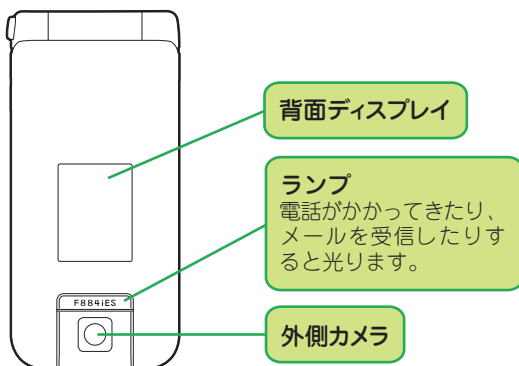 背面ディスプレイ
ランプ
電話がかかってきたり、
メールを受信したりす
ると光ります。
F884iES
外側カメラ